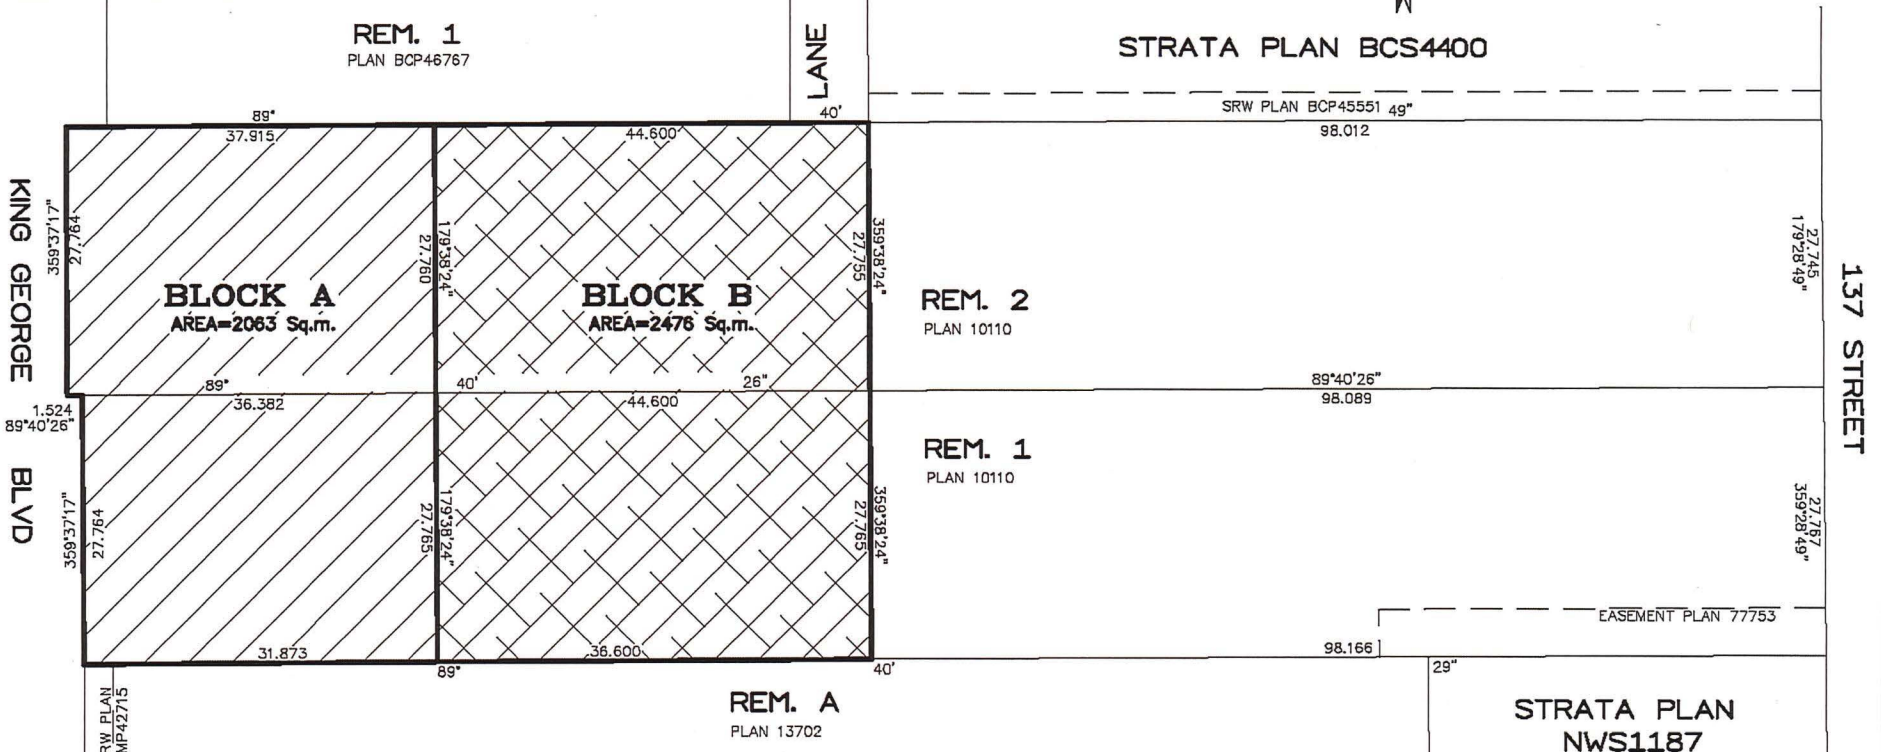 REM. 1
PLAN BCP46767
LANE
STRATA PLAN BCS4400
SRW PLAN BCP45551
49"
89°
37.915
44.600
40'
98.012
KING GEORGE BLVD
359°37'17"
27.764
27.760
179°38'24"
27.755
359°38'24"
27.745
179°28'49"
137 STREET
BLOCK A
AREA=2063 Sq.m.
BLOCK B
AREA=2476 Sq.m.
REM. 2
PLAN 10110
89°
36.382
40'
26"
44.600
89°40'26"
98.089
1.524
89°40'26"
REM. 1
PLAN 10110
359°37'17"
27.764
27.765
179°38'24"
27.765
359°38'24"
27.767
359°28'49"
EASEMENT PLAN 77753
31.873
36.600
98.166
89°
40'
29"
RW PLAN
MP42715
REM. A
PLAN 13702
STRATA PLAN
NWS1187